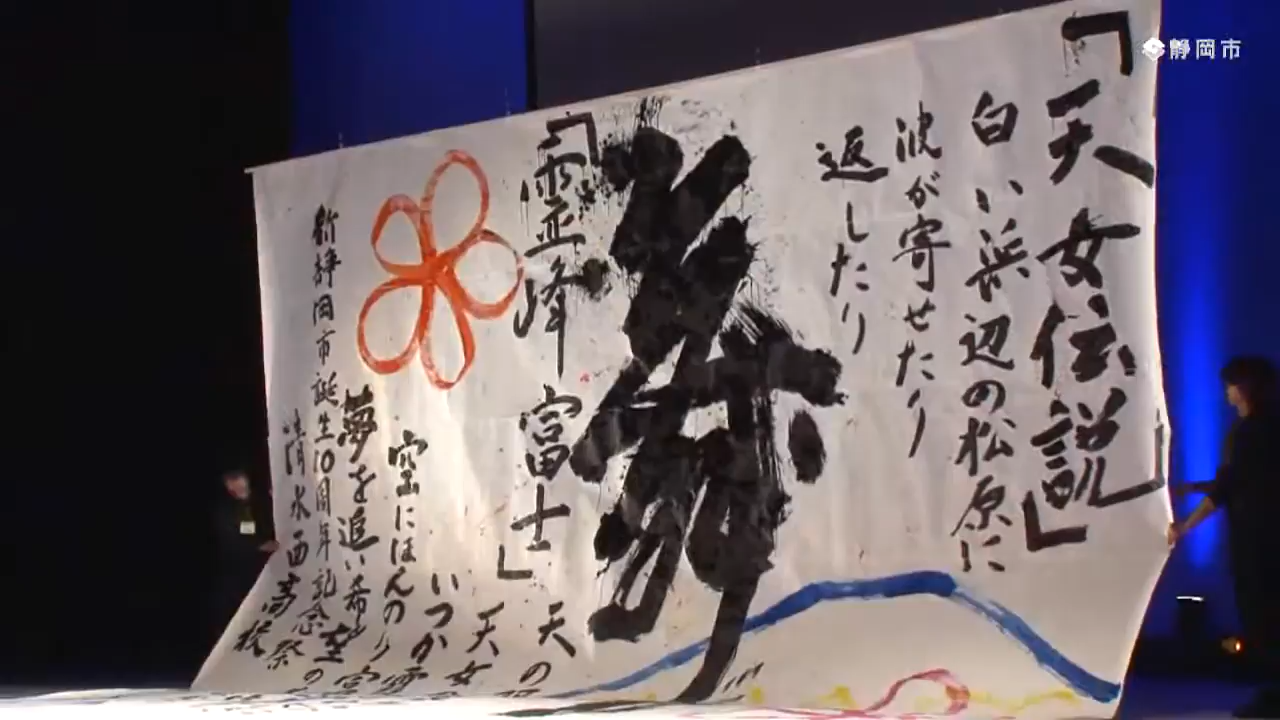 静岡市
「天女伝説」
白い浜辺の松原に
波が寄せたり
返したり
舞
「霊峰富士」
天の
天女
いつか
空にほんのり
夢を追い希望の
新静岡市誕生10周年記念祭
清水西高校